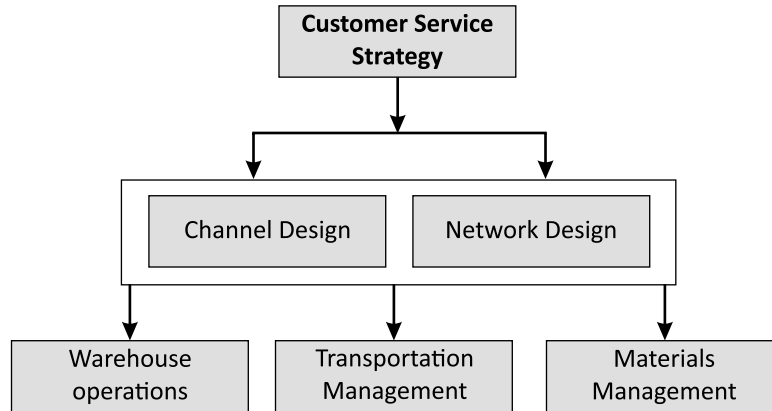 Customer Service
Strategy
Channel Design
Network Design
Warehouse
operations
Transportation
Management
Materials
Management